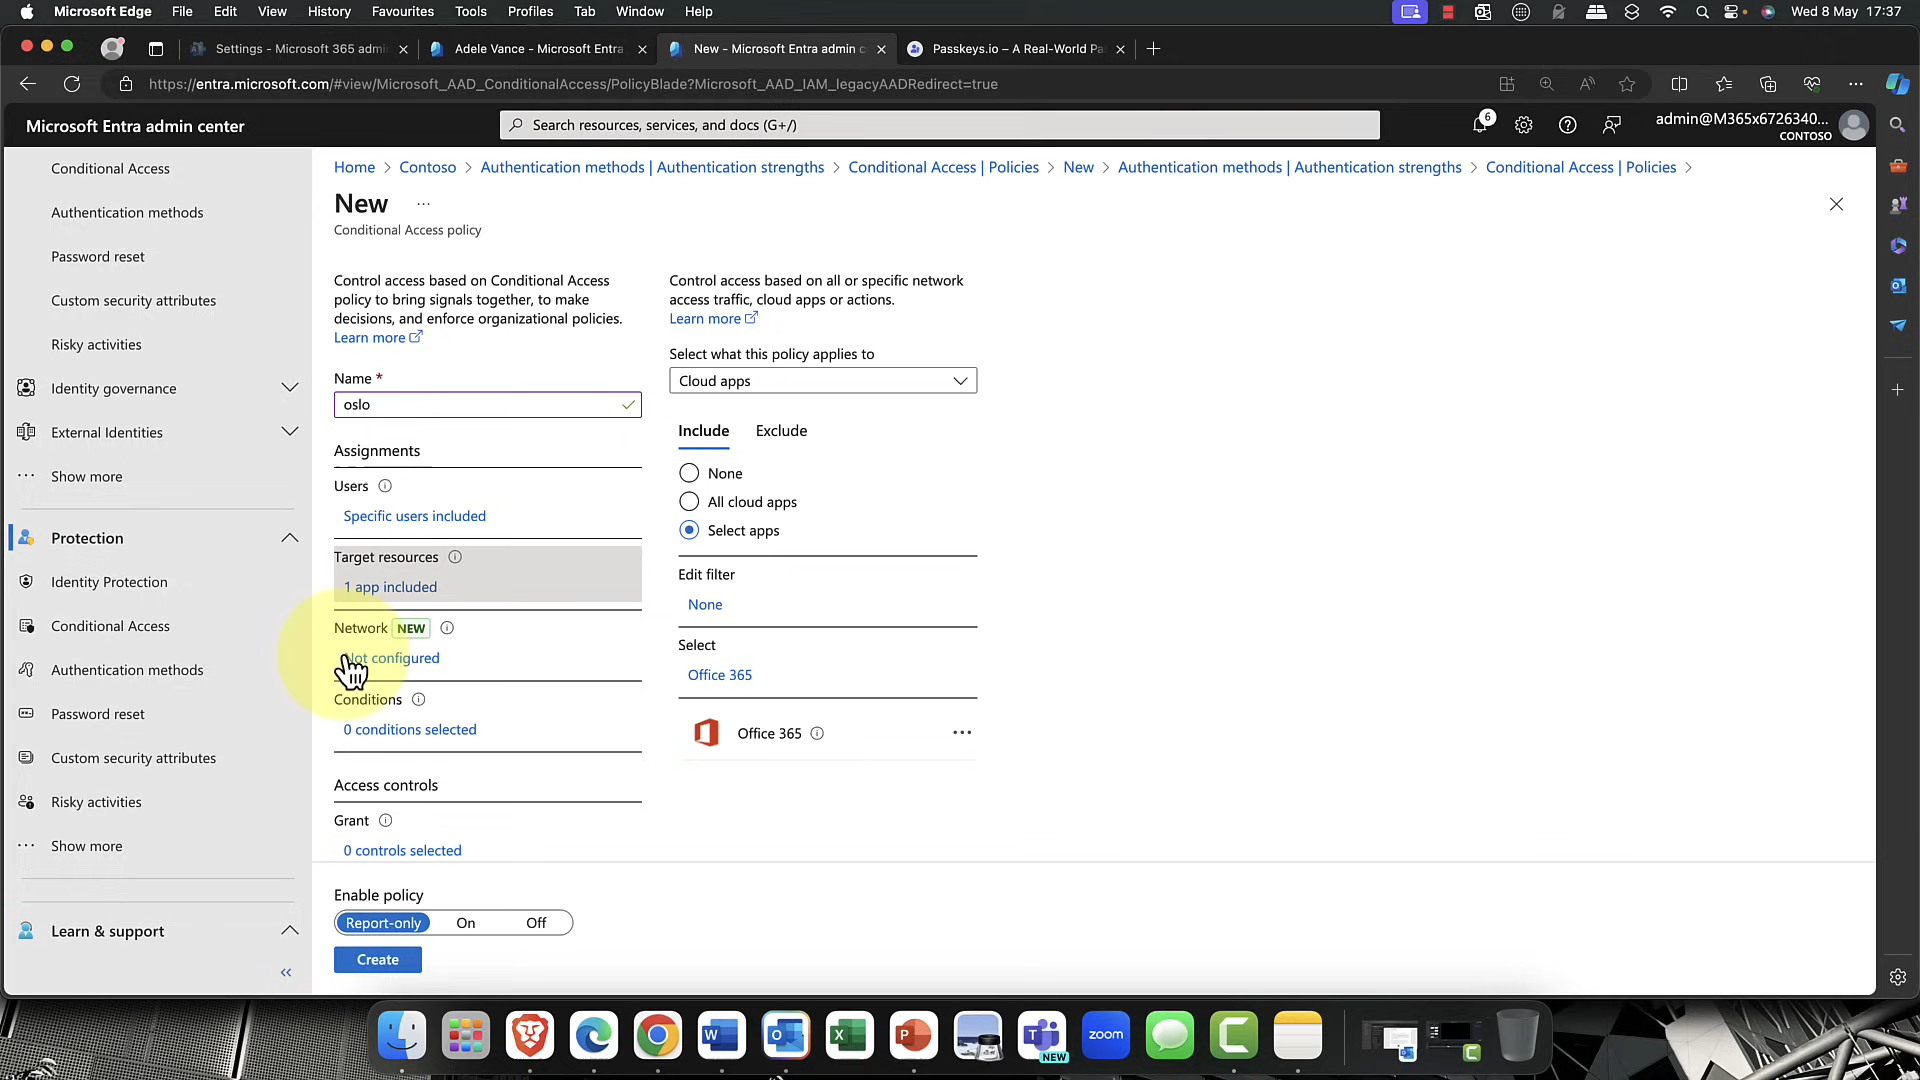 Microsoft Edge File Edit View History Favourites Tools Profiles Tab Window Help Wed 8 May 17:37
Settings - Microsoft 365 admi
Adele Vance - Microsoft Entra
New - Microsoft Entra admin c
Passkeys.io – A Real-World Pa
https://entra.microsoft.com/#view/Microsoft_AAD_ConditionalAccess/PolicyBlade?Microsoft_AAD_IAM_legacyAADRedirect=true
Microsoft Entra admin center
Search resources, services, and docs (G+/)
6
admin@M365x6726340...
CONTOSO
Conditional Access
Authentication methods
Password reset
Custom security attributes
Risky activities
Identity governance
External Identities
Show more
Protection
Identity Protection
Conditional Access
Authentication methods
Password reset
Custom security attributes
Risky activities
Show more
Learn & support
Home > Contoso > Authentication methods | Authentication strengths > Conditional Access | Policies > New > Authentication methods | Authentication strengths > Conditional Access | Policies >
New ...
Conditional Access policy
Control access based on Conditional Access
policy to bring signals together, to make
decisions, and enforce organizational policies.
Learn more
Name *
oslo
Assignments
Users
Specific users included
Target resources
1 app included
Network NEW
Not configured
Conditions
0 conditions selected
Access controls
Grant
0 controls selected
Control access based on all or specific network
access traffic, cloud apps or actions.
Learn more
Select what this policy applies to
Cloud apps
Include Exclude
None
All cloud apps
Select apps
Edit filter
None
Select
Office 365
Office 365
Enable policy
Report-only On Off
Create
NEW
zoom